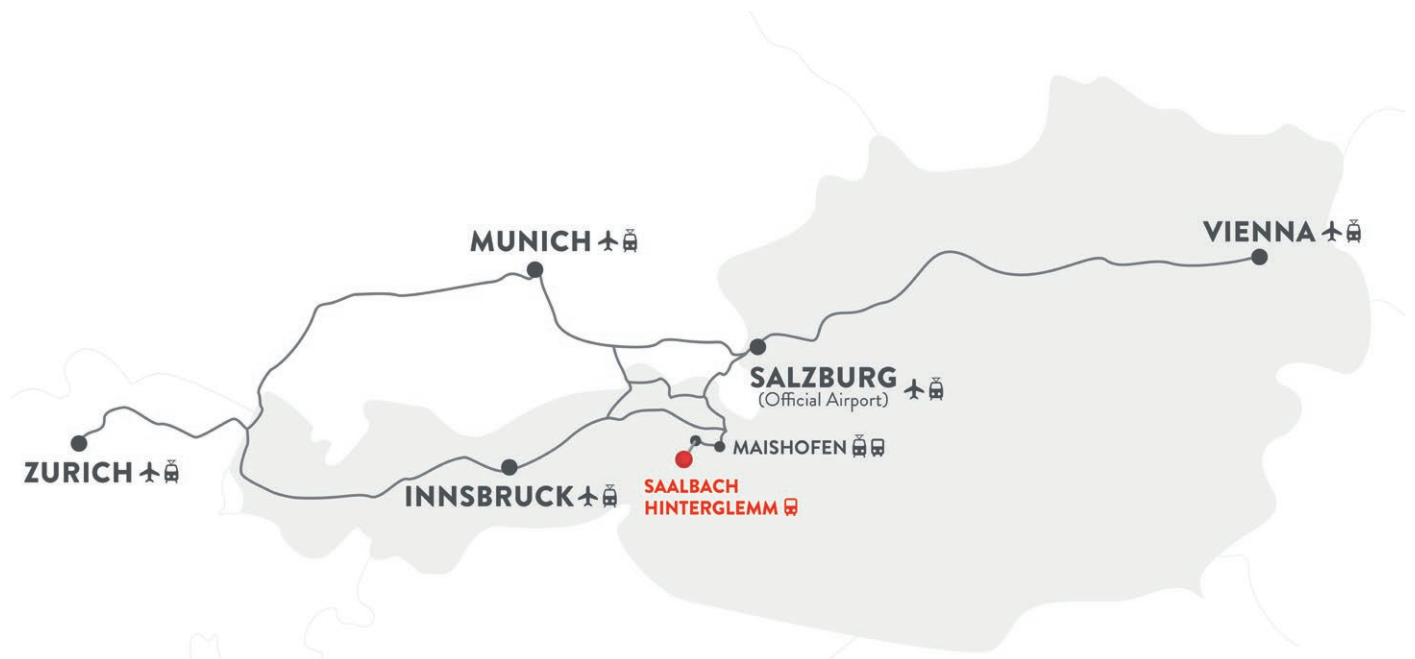 MUNICH
VIENNA
SALZBURG
(Official Airport)
MAISHOFEN
ZURICH
INNSBRUCK
SAALBACH
HINTERGLEMM